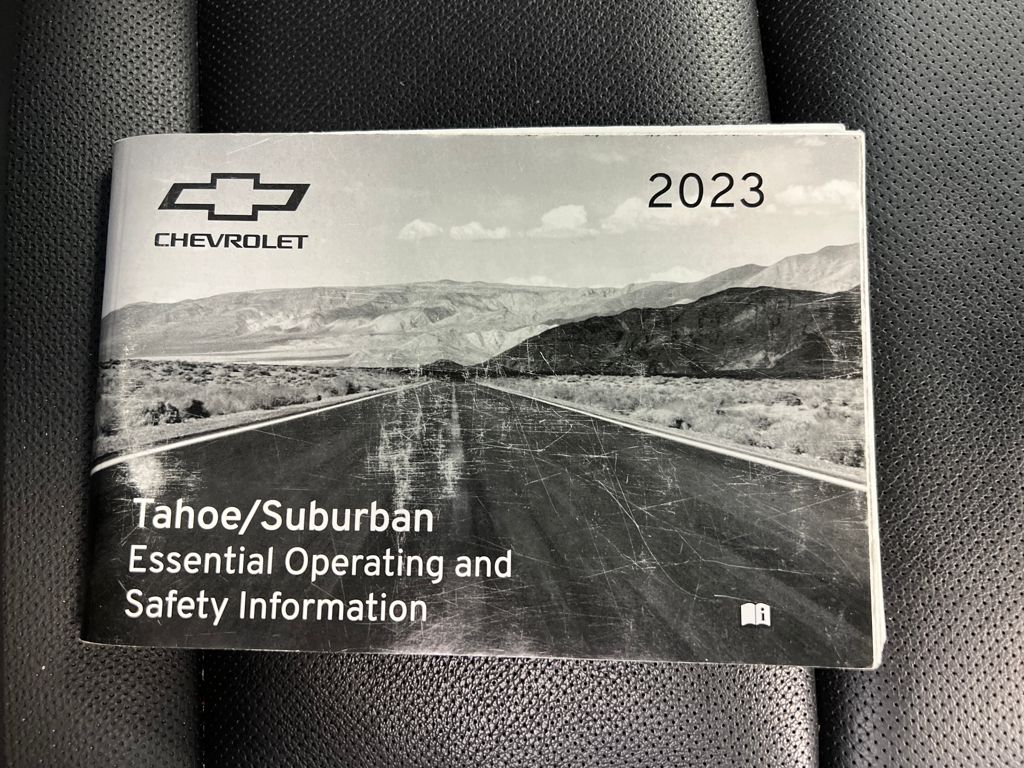 CHEVROLET
2023
Tahoe/Suburban
Essential Operating and
Safety Information
i